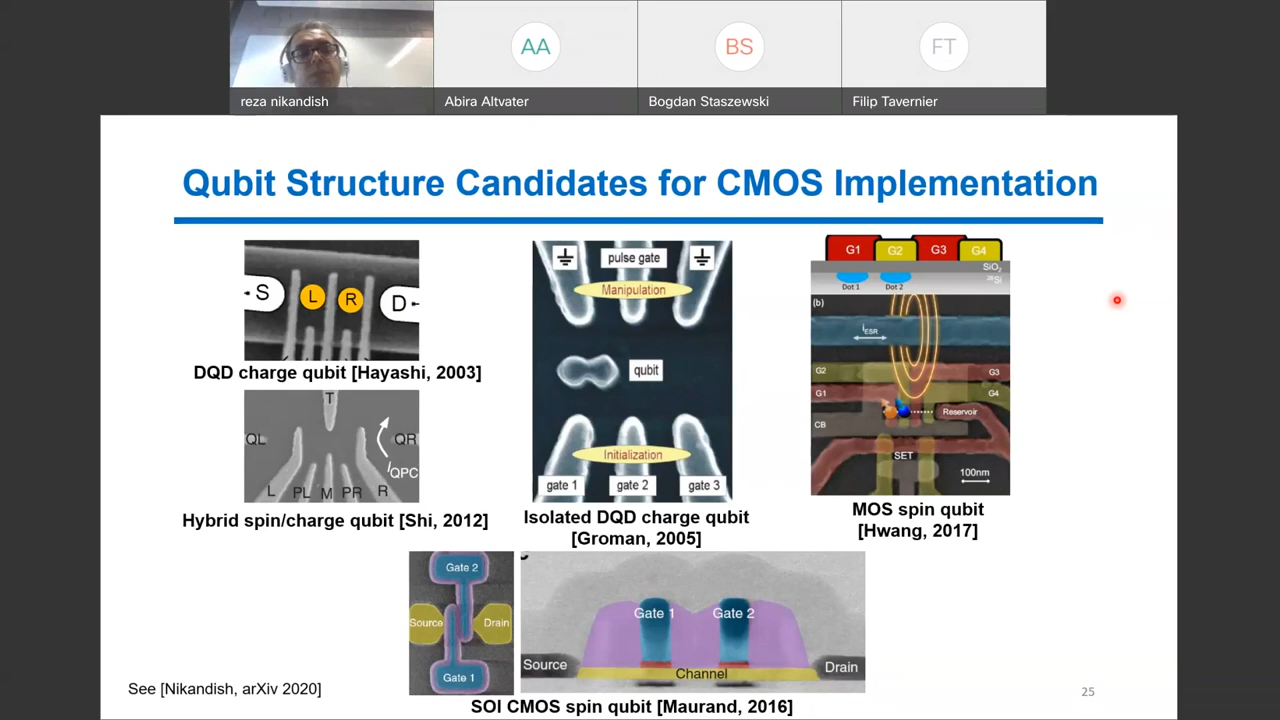 AA
BS
FT
reza nikandish
Abira Altvater
Bogdan Staszewski
Filip Tavernier
Qubit Structure Candidates for CMOS Implementation
S
L
R
D
DQD charge qubit [Hayashi, 2003]
T
QL
QR
IQPC
L PL M PR R
Hybrid spin/charge qubit [Shi, 2012]
pulse gate
Manipulation
qubit
Initialization
gate 1
gate 2
gate 3
Isolated DQD charge qubit
[Groman, 2005]
G1
G2
G3
G4
SiO2
28Si
Dot 1
Dot 2
(b)
iESR
G2
G3
G1
G4
Reservoir
CB
SET
100nm
MOS spin qubit
[Hwang, 2017]
Gate 2
Source
Drain
Gate 1
Gate 1
Gate 2
Source
Channel
Drain
SOI CMOS spin qubit [Maurand, 2016]
See [Nikandish, arXiv 2020]
25